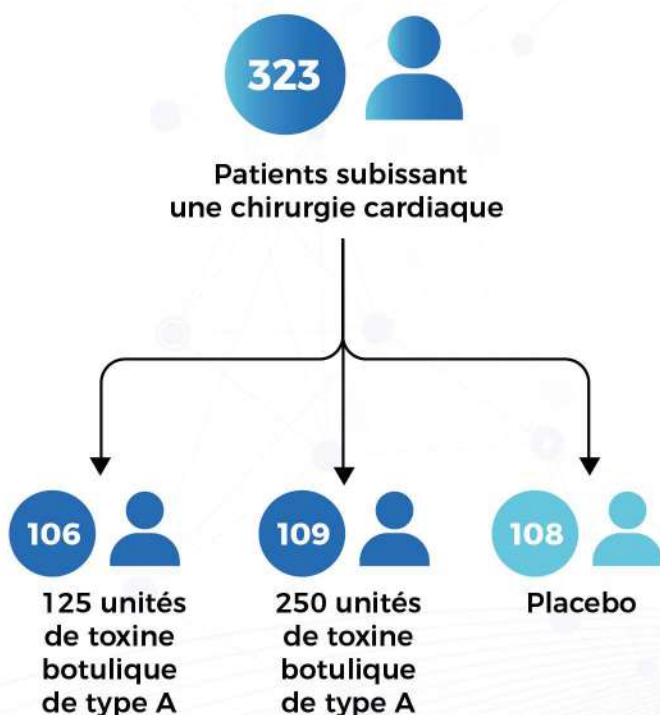 323
Patients subissant
une chirurgie cardiaque
106
125 unités
de toxine
botulique
de type A
109
250 unités
de toxine
botulique
de type A
108
Placebo